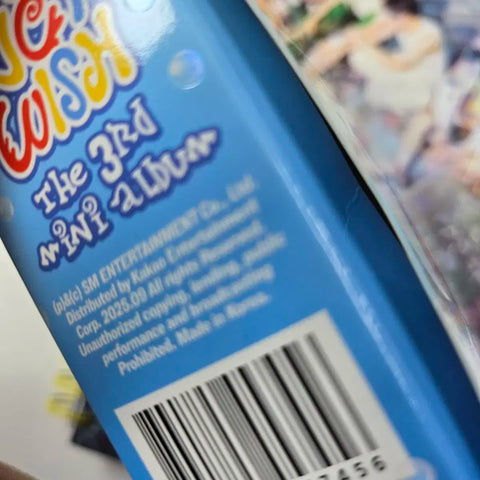 WISH
The 3rd
mini album
(p)&(c) SM ENTERTAINMENT Co., Ltd.
Distributed by Kakao Entertainment
Corp. 2025.09 All rights Reserved.
Unauthorized copying, lending, public
performance and broadcasting
Prohibited. Made in Korea.
7456